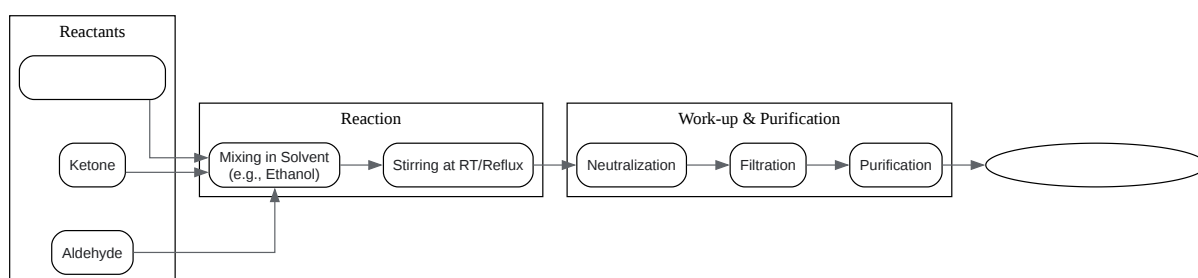 Reactants
Ketone
Aldehyde
Reaction
Mixing in Solvent
(e.g., Ethanol)
Stirring at RT/Reflux
Work-up & Purification
Neutralization
Filtration
Purification